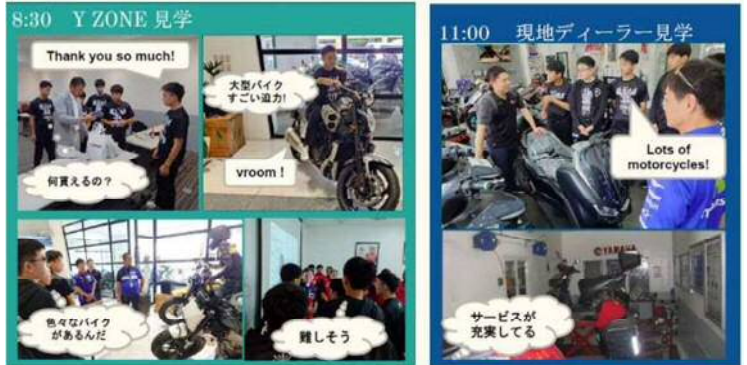 8:30 Y ZONE 見学
Thank you so much!
何貰えるの？
大型バイク
すごい迫力!
vroom！
色々なバイク
があるんだ
難しそう
11:00 現地ディーラー見学
Lots of
motorcycles!
YAMAHA
サービスが
充実してる